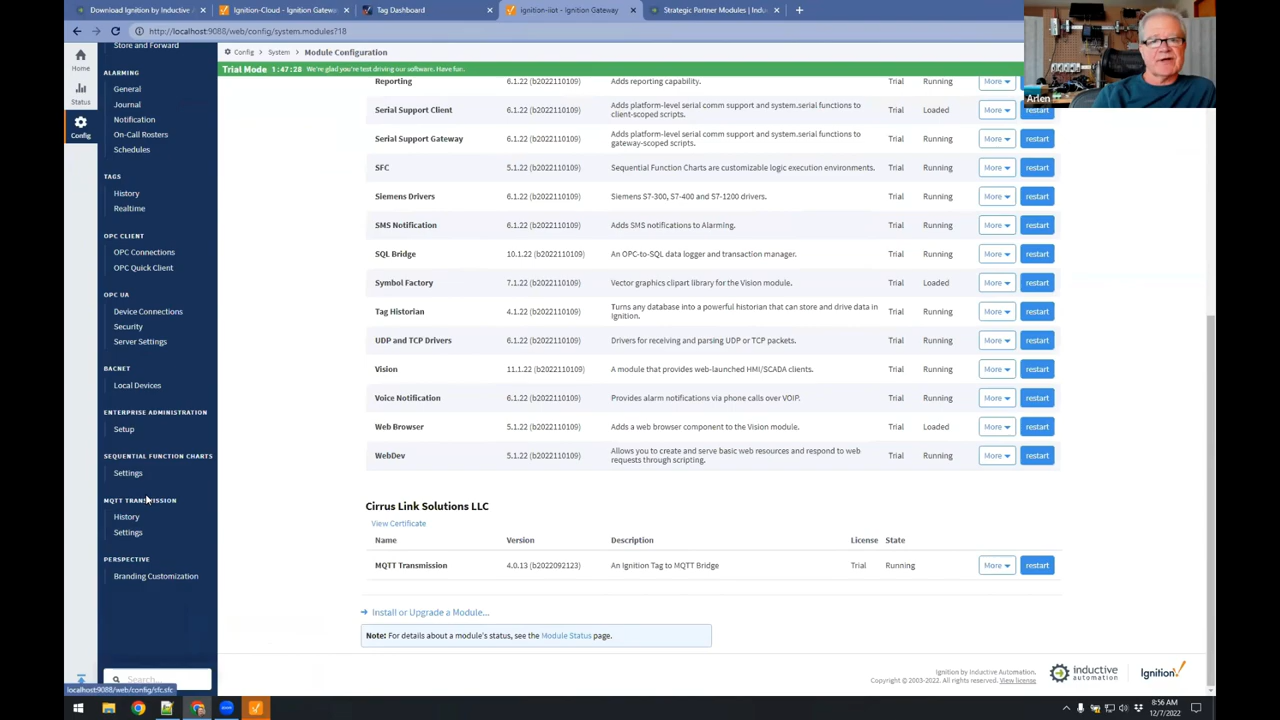 Download Ignition by Inductive A
Ignition-Cloud - Ignition Gatew
Tag Dashboard
ignition-iiot - Ignition Gateway
Strategic Partner Modules | Indu
localhost:9088/web/config/system.modules?18
Home
Status
Config
Store and Forward
ALARMING
General
Journal
Notification
On-Call Rosters
Schedules
TAGS
History
Realtime
OPC CLIENT
OPC Connections
OPC Quick Client
OPC UA
Device Connections
Security
Server Settings
BACNET
Local Devices
ENTERPRISE ADMINISTRATION
Setup
SEQUENTIAL FUNCTION CHARTS
Settings
MQTT TRANSMISSION
History
Settings
PERSPECTIVE
Branding Customization
Search...
localhost:9088/web/config/sfc.sfc
Config > System > Module Configuration
Trial Mode 1:47:28 We're glad you're test driving our software. Have fun.
Reporting 6.1.22 (b2022110109) Adds reporting capability. Trial Running More restart
Serial Support Client 6.1.22 (b2022110109) Adds platform-level serial comm support and system.serial functions to client-scoped scripts. Trial Loaded More restart
Serial Support Gateway 6.1.22 (b2022110109) Adds platform-level serial comm support and system.serial functions to gateway-scoped scripts. Trial Running More restart
SFC 5.1.22 (b2022110109) Sequential Function Charts are customizable logic execution environments. Trial Running More restart
Siemens Drivers 6.1.22 (b2022110109) Siemens S7-300, S7-400 and S7-1200 drivers. Trial Running More restart
SMS Notification 6.1.22 (b2022110109) Adds SMS notifications to Alarming. Trial Running More restart
SQL Bridge 10.1.22 (b2022110109) An OPC-to-SQL data logger and transaction manager. Trial Running More restart
Symbol Factory 7.1.22 (b2022110109) Vector graphics clipart library for the Vision module. Trial Loaded More restart
Tag Historian 4.1.22 (b2022110109) Turns any database into a powerful historian that can store and drive data in Ignition. Trial Running More restart
UDP and TCP Drivers 6.1.22 (b2022110109) Drivers for receiving and parsing UDP or TCP packets. Trial Running More restart
Vision 11.1.22 (b2022110109) A module that provides web-launched HMI/SCADA clients. Trial Running More restart
Voice Notification 6.1.22 (b2022110109) Provides alarm notifications via phone calls over VOIP. Trial Running More restart
Web Browser 5.1.22 (b2022110109) Adds a web browser component to the Vision module. Trial Loaded More restart
WebDev 5.1.22 (b2022110109) Allows you to create and serve basic web resources and respond to web requests through scripting. Trial Running More restart
Cirrus Link Solutions LLC
View Certificate
Name Version Description License State
MQTT Transmission 4.0.13 (b2022092123) An Ignition Tag to MQTT Bridge Trial Running More restart
Install or Upgrade a Module...
Note: For details about a module's status, see the Module Status page.
Ignition by Inductive Automation.
Copyright © 2003-2022. All rights reserved. View license
inductive automation
Ignition
Arlen
8:56 AM
12/7/2022